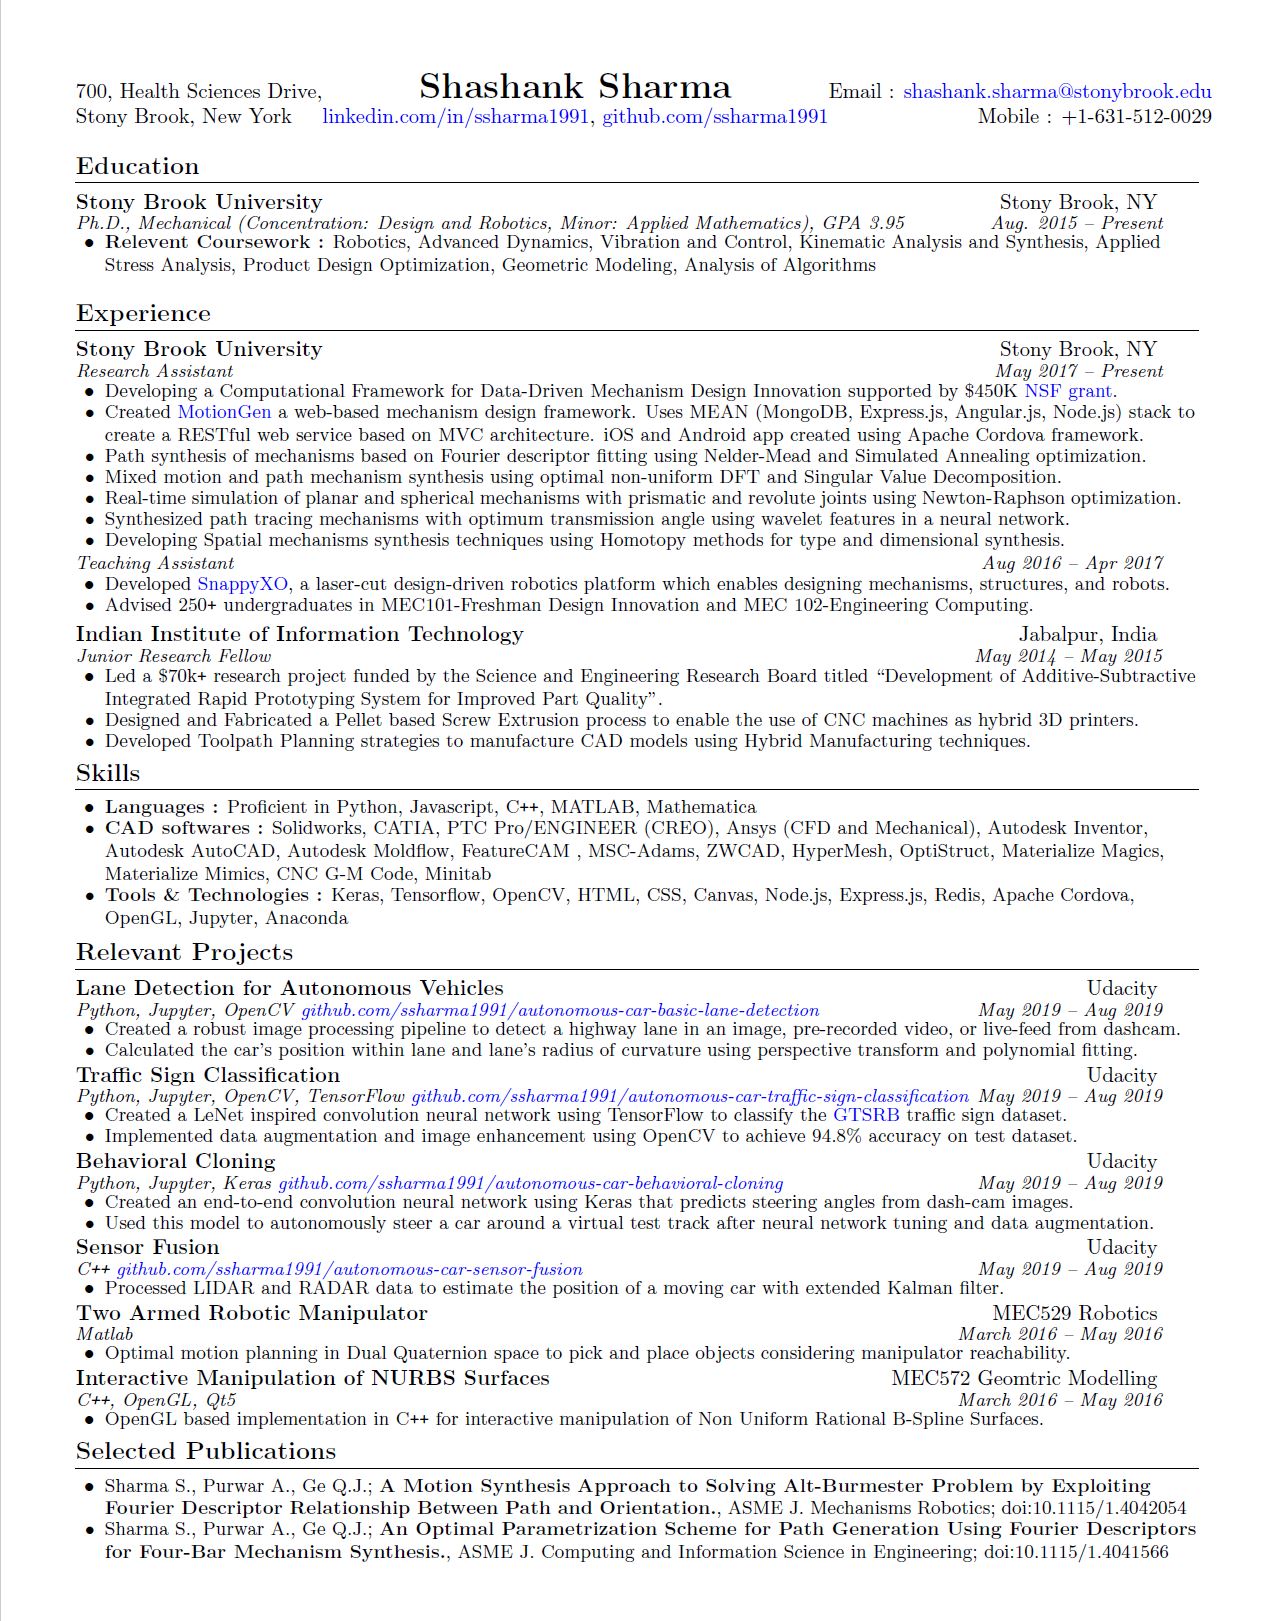 Shashank Sharma
700, Health Sciences Drive,
Stony Brook, New York
linkedin.com/in/ssharma1991, github.com/ssharma1991
Email : shashank.sharma@stonybrook.edu
Mobile : +1-631-512-0029
Education
Stony Brook University Stony Brook, NY
Ph.D., Mechanical (Concentration: Design and Robotics, Minor: Applied Mathematics), GPA 3.95 Aug. 2015 – Present
• Relevent Coursework : Robotics, Advanced Dynamics, Vibration and Control, Kinematic Analysis and Synthesis, Applied
Stress Analysis, Product Design Optimization, Geometric Modeling, Analysis of Algorithms
Experience
Stony Brook University Stony Brook, NY
Research Assistant May 2017 – Present
• Developing a Computational Framework for Data-Driven Mechanism Design Innovation supported by $450K NSF grant.
• Created MotionGen a web-based mechanism design framework. Uses MEAN (MongoDB, Express.js, Angular.js, Node.js) stack to
create a RESTful web service based on MVC architecture. iOS and Android app created using Apache Cordova framework.
• Path synthesis of mechanisms based on Fourier descriptor fitting using Nelder-Mead and Simulated Annealing optimization.
• Mixed motion and path mechanism synthesis using optimal non-uniform DFT and Singular Value Decomposition.
• Real-time simulation of planar and spherical mechanisms with prismatic and revolute joints using Newton-Raphson optimization.
• Synthesized path tracing mechanisms with optimum transmission angle using wavelet features in a neural network.
• Developing Spatial mechanisms synthesis techniques using Homotopy methods for type and dimensional synthesis.
Teaching Assistant Aug 2016 – Apr 2017
• Developed SnappyXO, a laser-cut design-driven robotics platform which enables designing mechanisms, structures, and robots.
• Advised 250+ undergraduates in MEC101-Freshman Design Innovation and MEC 102-Engineering Computing.
Indian Institute of Information Technology Jabalpur, India
Junior Research Fellow May 2014 – May 2015
• Led a $70k+ research project funded by the Science and Engineering Research Board titled “Development of Additive-Subtractive
Integrated Rapid Prototyping System for Improved Part Quality”.
• Designed and Fabricated a Pellet based Screw Extrusion process to enable the use of CNC machines as hybrid 3D printers.
• Developed Toolpath Planning strategies to manufacture CAD models using Hybrid Manufacturing techniques.
Skills
• Languages : Proficient in Python, Javascript, C++, MATLAB, Mathematica
• CAD softwares : Solidworks, CATIA, PTC Pro/ENGINEER (CREO), Ansys (CFD and Mechanical), Autodesk Inventor,
Autodesk AutoCAD, Autodesk Moldflow, FeatureCAM , MSC-Adams, ZWCAD, HyperMesh, OptiStruct, Materialize Magics,
Materialize Mimics, CNC G-M Code, Minitab
• Tools & Technologies : Keras, Tensorflow, OpenCV, HTML, CSS, Canvas, Node.js, Express.js, Redis, Apache Cordova,
OpenGL, Jupyter, Anaconda
Relevant Projects
Lane Detection for Autonomous Vehicles Udacity
Python, Jupyter, OpenCV github.com/ssharma1991/autonomous-car-basic-lane-detection May 2019 – Aug 2019
• Created a robust image processing pipeline to detect a highway lane in an image, pre-recorded video, or live-feed from dashcam.
• Calculated the car's position within lane and lane's radius of curvature using perspective transform and polynomial fitting.
Traffic Sign Classification Udacity
Python, Jupyter, OpenCV, TensorFlow github.com/ssharma1991/autonomous-car-traffic-sign-classification May 2019 – Aug 2019
• Created a LeNet inspired convolution neural network using TensorFlow to classify the GTSRB traffic sign dataset.
• Implemented data augmentation and image enhancement using OpenCV to achieve 94.8% accuracy on test dataset.
Behavioral Cloning Udacity
Python, Jupyter, Keras github.com/ssharma1991/autonomous-car-behavioral-cloning May 2019 – Aug 2019
• Created an end-to-end convolution neural network using Keras that predicts steering angles from dash-cam images.
• Used this model to autonomously steer a car around a virtual test track after neural network tuning and data augmentation.
Sensor Fusion Udacity
C++ github.com/ssharma1991/autonomous-car-sensor-fusion May 2019 – Aug 2019
• Processed LIDAR and RADAR data to estimate the position of a moving car with extended Kalman filter.
Two Armed Robotic Manipulator MEC529 Robotics
Matlab March 2016 – May 2016
• Optimal motion planning in Dual Quaternion space to pick and place objects considering manipulator reachability.
Interactive Manipulation of NURBS Surfaces MEC572 Geomtric Modelling
C++, OpenGL, Qt5 March 2016 – May 2016
• OpenGL based implementation in C++ for interactive manipulation of Non Uniform Rational B-Spline Surfaces.
Selected Publications
• Sharma S., Purwar A., Ge Q.J.; A Motion Synthesis Approach to Solving Alt-Burmester Problem by Exploiting
Fourier Descriptor Relationship Between Path and Orientation., ASME J. Mechanisms Robotics; doi:10.1115/1.4042054
• Sharma S., Purwar A., Ge Q.J.; An Optimal Parametrization Scheme for Path Generation Using Fourier Descriptors
for Four-Bar Mechanism Synthesis., ASME J. Computing and Information Science in Engineering; doi:10.1115/1.4041566